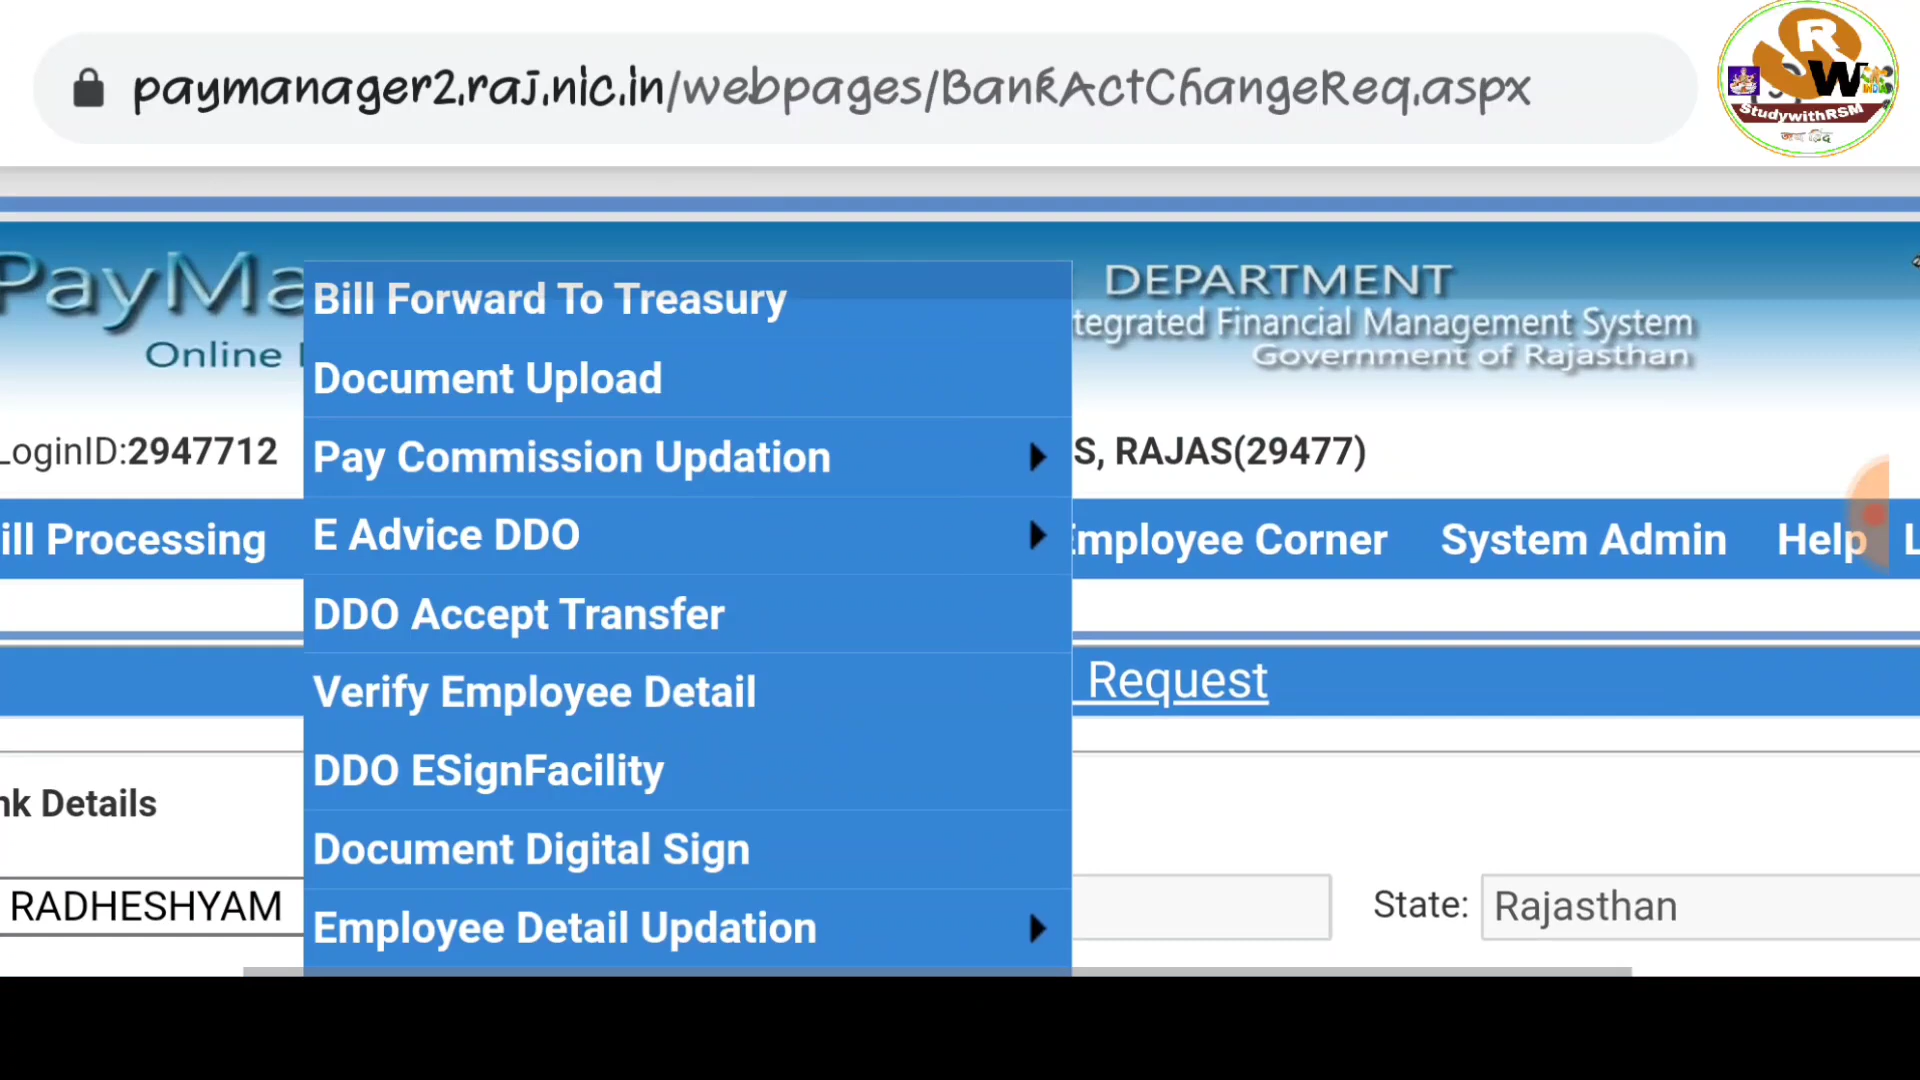 paymanager2.raj.nic.in/webpages/BankActChangeReq.aspx
R
W
StudywithRSM
जय हिंद
PayMa
DEPARTMENT
tegrated Financial Management System
Online
Government of Rajasthan
LoginID:2947712
S, RAJAS(29477)
ill Processing
Employee Corner
System Admin
Help
L
Bill Forward To Treasury
Document Upload
Pay Commission Updation
E Advice DDO
DDO Accept Transfer
Verify Employee Detail
DDO ESignFacility
Document Digital Sign
Employee Detail Updation
Request
nk Details
RADHESHYAM
State:
Rajasthan